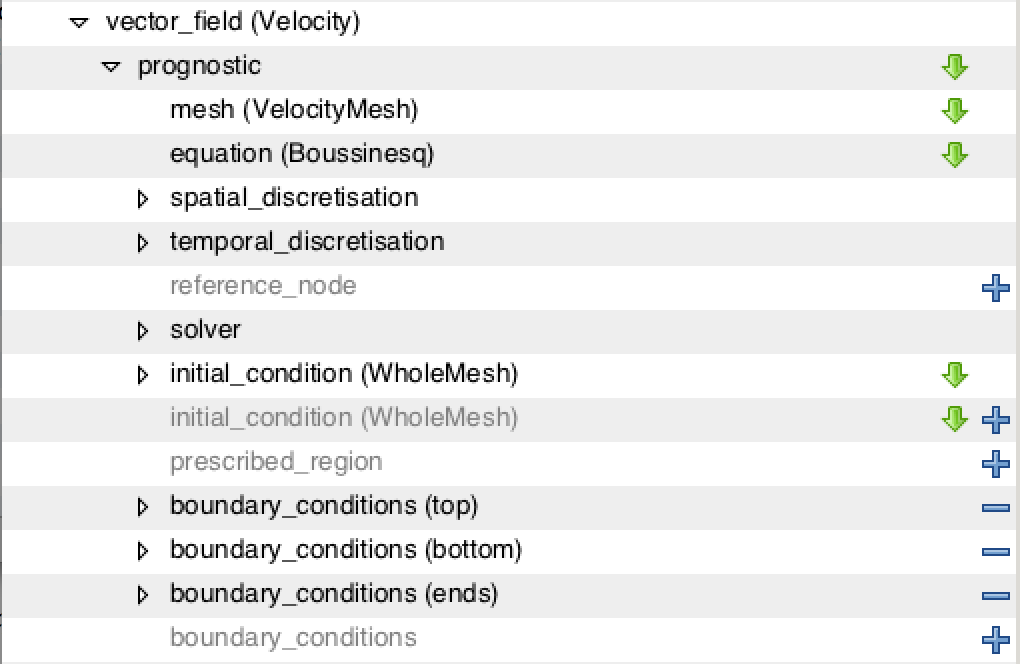 vector_field (Velocity)
prognostic
mesh (VelocityMesh)
equation (Boussinesq)
spatial_discretisation
temporal_discretisation
reference_node
solver
initial_condition (WholeMesh)
initial_condition (WholeMesh)
prescribed_region
boundary_conditions (top)
boundary_conditions (bottom)
boundary_conditions (ends)
boundary_conditions